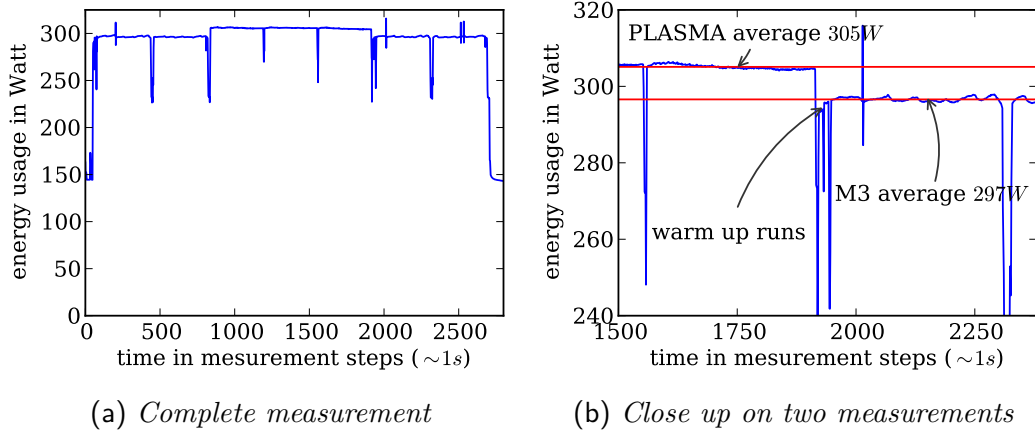 300
250
200
150
100
50
0
energy usage in Watt
0 500 1000 1500 2000 2500
time in mesurement steps (∼1s)
(a) Complete measurement
320
300
280
260
240
energy usage in Watt
PLASMA average 305W
M3 average 297W
warm up runs
1500 1750 2000 2250
time in mesurement steps (∼1s)
(b) Close up on two measurements